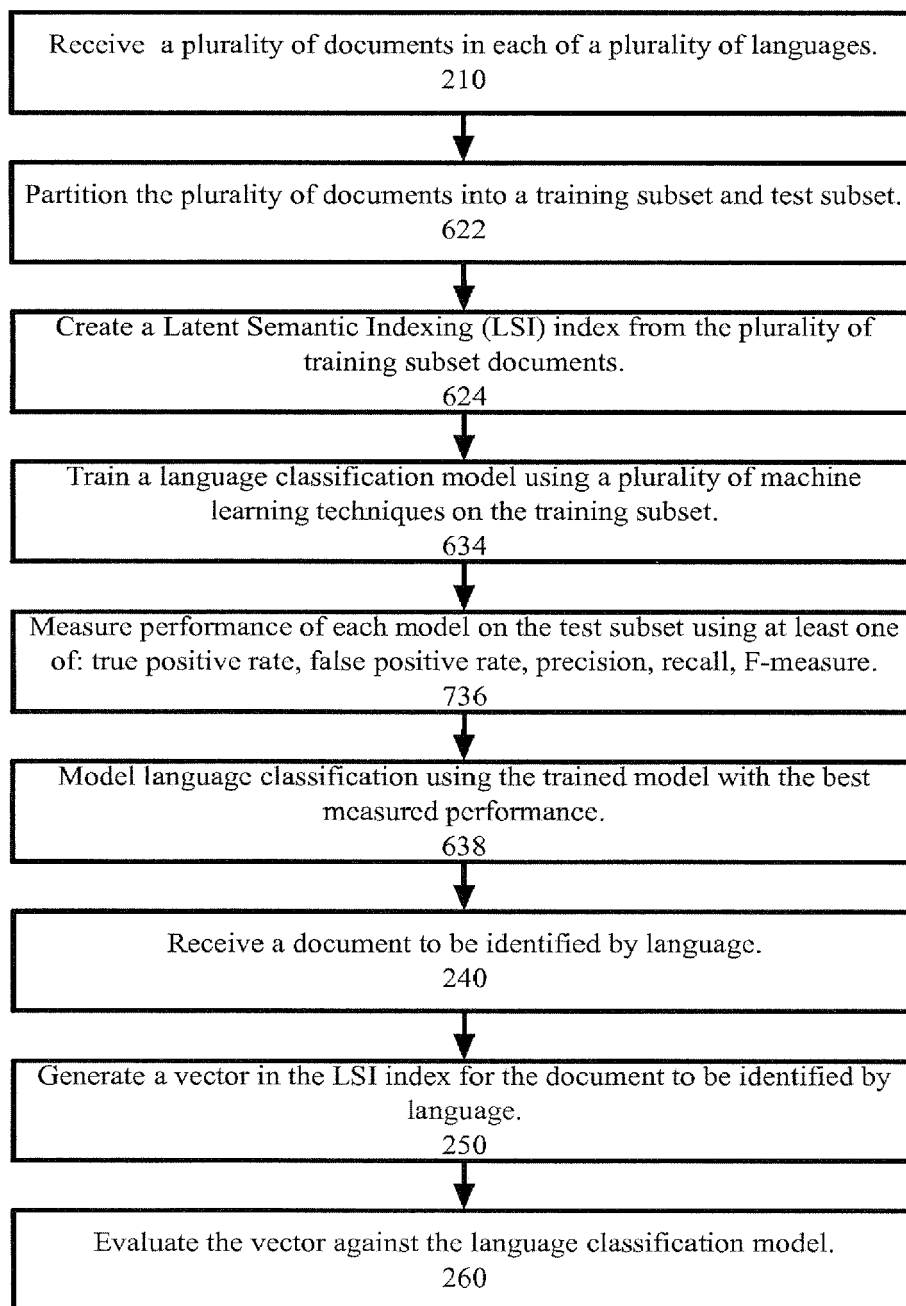 Receive a plurality of documents in each of a plurality of languages.
210
Partition the plurality of documents into a training subset and test subset.
622
Create a Latent Semantic Indexing (LSI) index from the plurality of
training subset documents.
624
Train a language classification model using a plurality of machine
learning techniques on the training subset.
634
Measure performance of each model on the test subset using at least one
of: true positive rate, false positive rate, precision, recall, F-measure.
736
Model language classification using the trained model with the best
measured performance.
638
Receive a document to be identified by language.
240
Generate a vector in the LSI index for the document to be identified by
language.
250
Evaluate the vector against the language classification model.
260